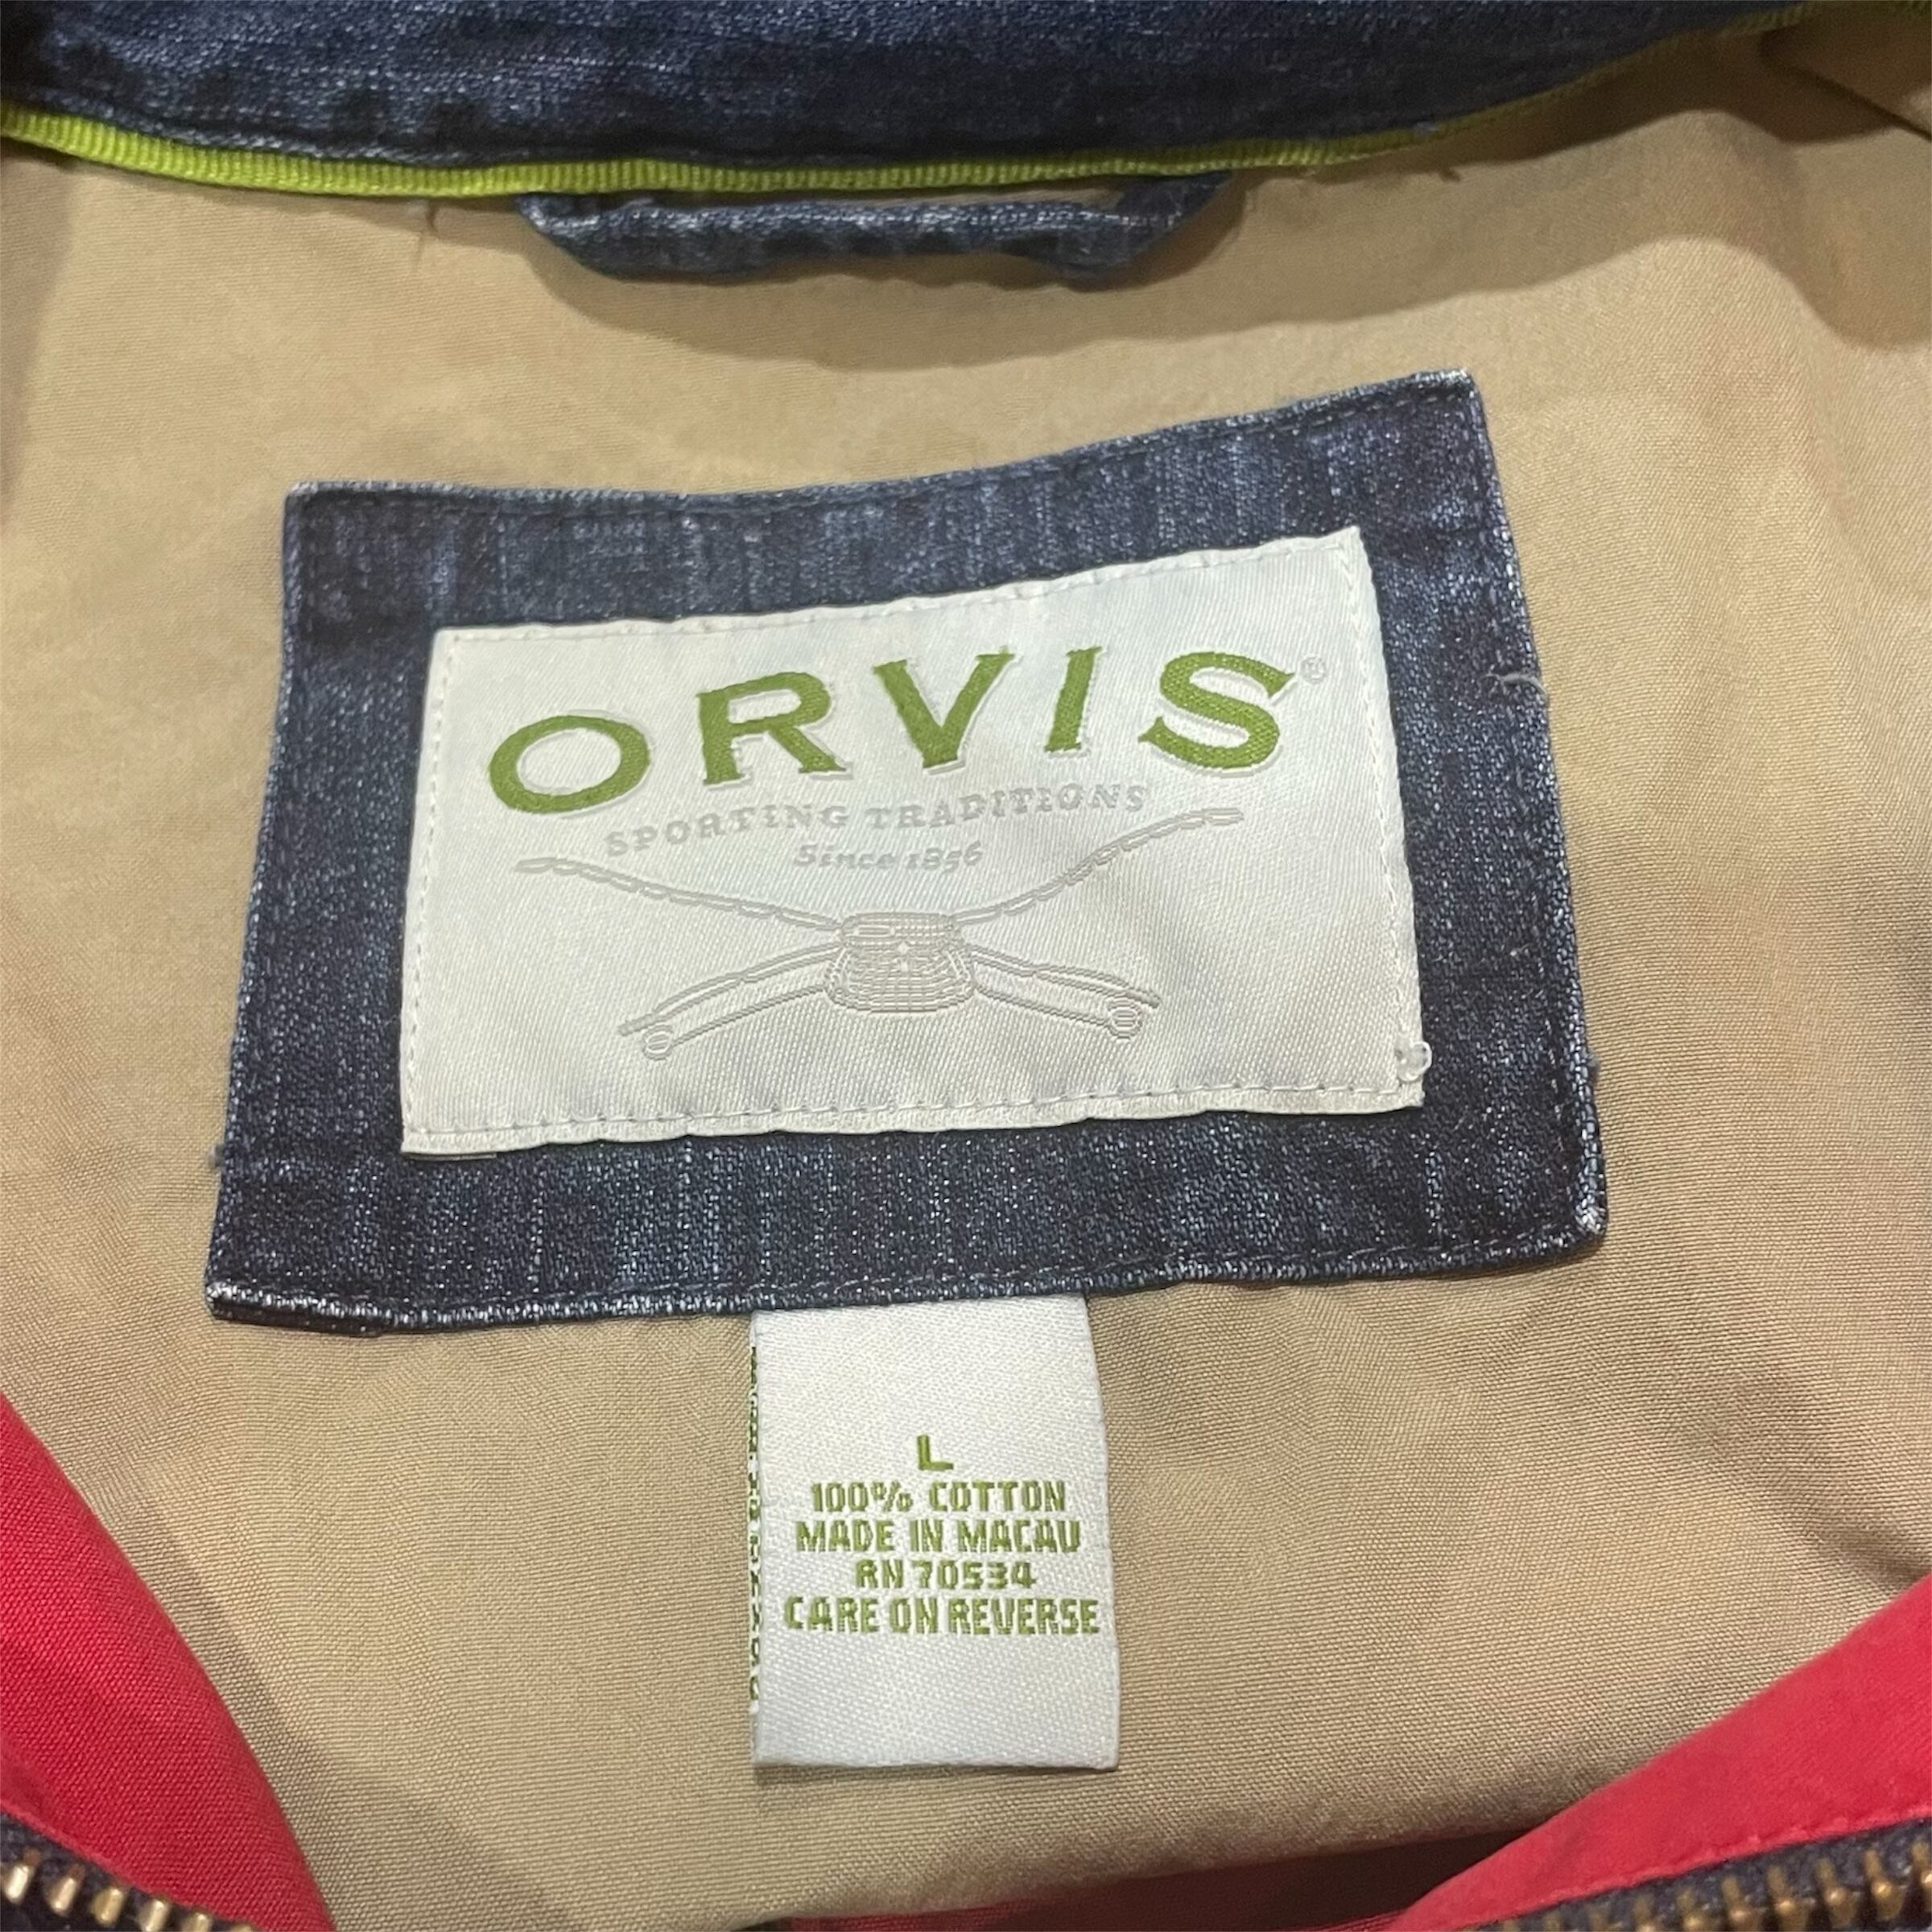 ORVIS®
SPORTING TRADITIONS
Since 1856
L
100% COTTON
MADE IN MACAU
RN 70534
CARE ON REVERSE